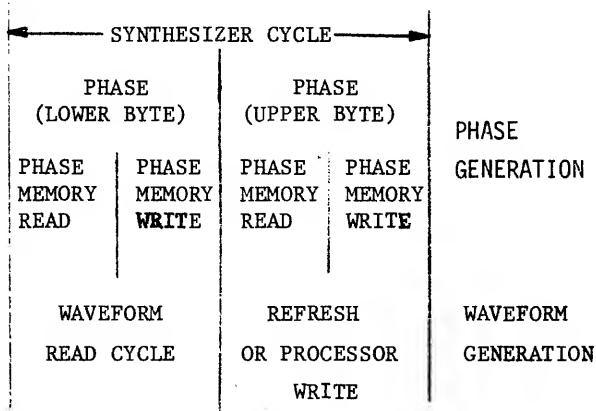 SYNTHESIZER CYCLE
PHASE PHASE
(LOWER BYTE) (UPPER BYTE)
PHASE
PHASE PHASE PHASE PHASE GENERATION
MEMORY MEMORY MEMORY MEMORY
READ WRITE READ WRITE
WAVEFORM REFRESH WAVEFORM
READ CYCLE OR PROCESSOR GENERATION
WRITE